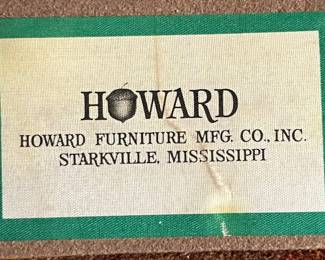 HOWARD
HOWARD FURNITURE MFG. CO., INC.
STARKVILLE, MISSISSIPPI